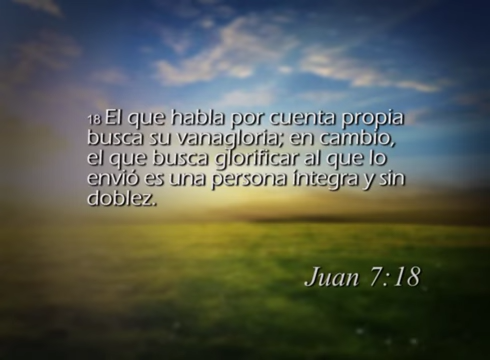 18 El que habla por cuenta propia
busca su vanagloria; en cambio,
el que busca glorificar al que lo
envió es una persona íntegra y sin
doblez.
Juan 7:18